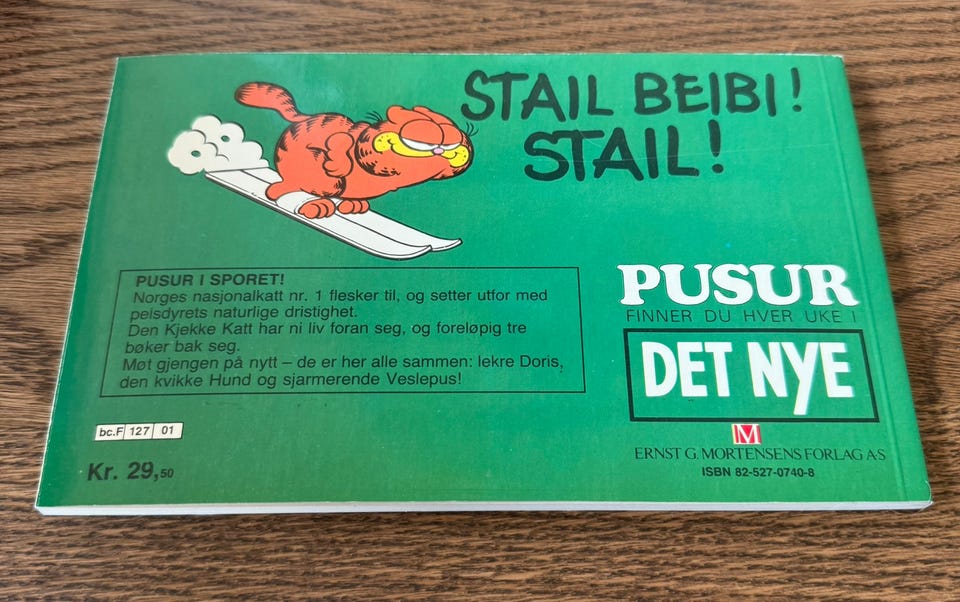 STAIL BEIBI!
STAIL!
PUSUR I SPORET!
Norges nasjonalkatt nr. 1 flesker til, og setter utfor med
pelsdyrets naturlige dristighet.
Den Kjekke Katt har ni liv foran seg, og foreløpig tre
bøker bak seg.
Møt gjengen på nytt – de er her alle sammen: lekre Doris,
den kvikke Hund og sjarmerende Veslepus!
bc.F 127 01
Kr. 29,50
PUSUR
FINNER DU HVER UKE I
DET NYE
M
ERNST G. MORTENSENS FORLAG A·S
ISBN 82-527-0740-8